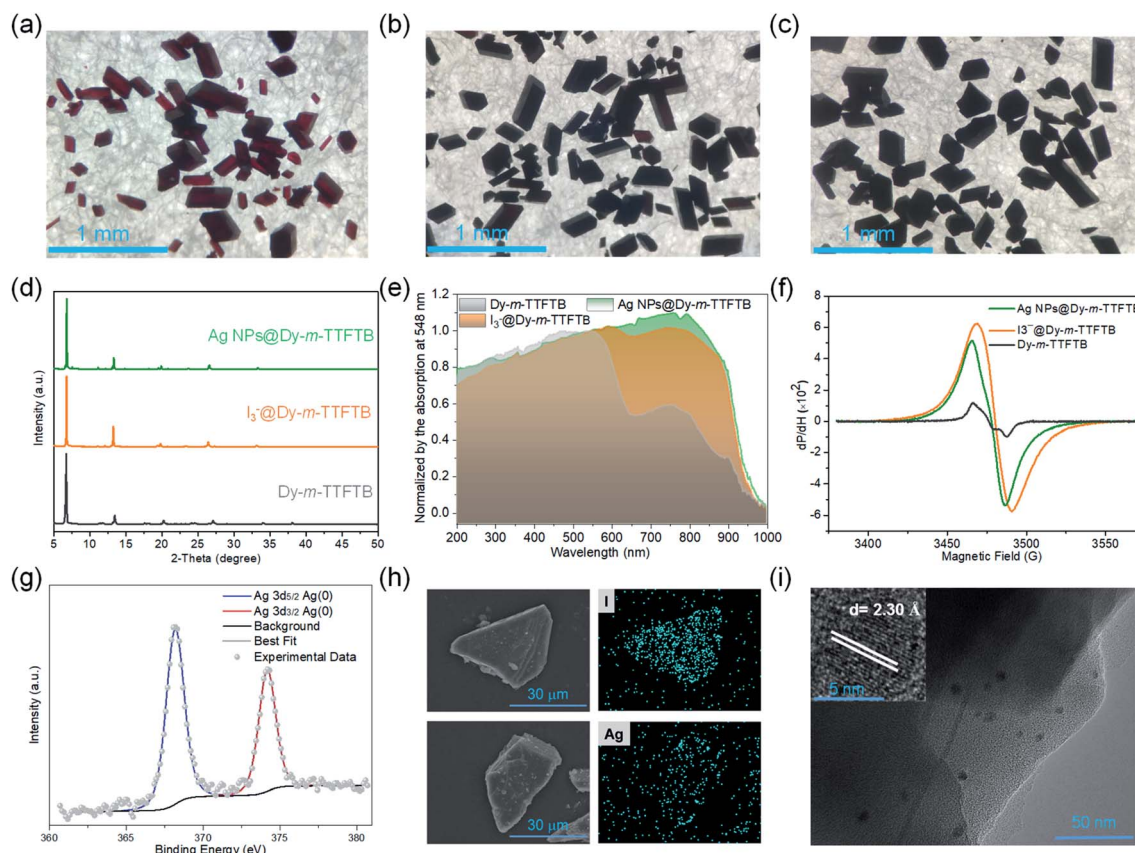 (a)
1 mm
(b)
1 mm
(c)
1 mm
(d)
Intensity (a.u.)
Ag NPs@Dy-m-TTFTB
I₃⁻@Dy-m-TTFTB
Dy-m-TTFTB
5 10 15 20 25 30 35 40 45 50
2-Theta (degree)
(e)
Normalized by the absorption at 548 nm
1.2
1.0
0.8
0.6
0.4
0.2
0.0
Dy-m-TTFTB Ag NPs@Dy-m-TTFTB
I₃⁻@Dy-m-TTFTB
200 300 400 500 600 700 800 900 1000
Wavelength (nm)
(f)
dP/dH (×10²)
8
6
4
2
0
-2
-4
-6
Ag NPs@Dy-m-TTFTB
I3⁻@Dy-m-TTFTB
Dy-m-TTFTB
3400 3450 3500 3550
Magnetic Field (G)
(g)
Intensity (a.u.)
Ag 3d5/2 Ag(0)
Ag 3d3/2 Ag(0)
Background
Best Fit
Experimental Data
360 365 370 375 380
Binding Energy (eV)
(h)
30 μm
I
30 μm
Ag
(i)
d= 2.30 Å
5 nm
50 nm